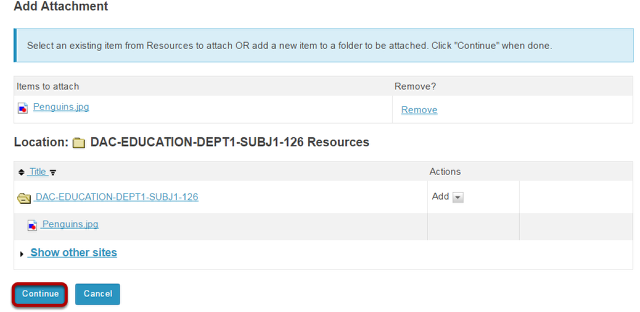 Add Attachment
Select an existing item from Resources to attach OR add a new item to a folder to be attached. Click "Continue" when done.
Items to attach Remove?
Penguins.jpg Remove
Location: DAC-EDUCATION-DEPT1-SUBJ1-126 Resources
Title Actions
DAC-EDUCATION-DEPT1-SUBJ1-126 Add
Penguins.jpg
Show other sites
Continue Cancel